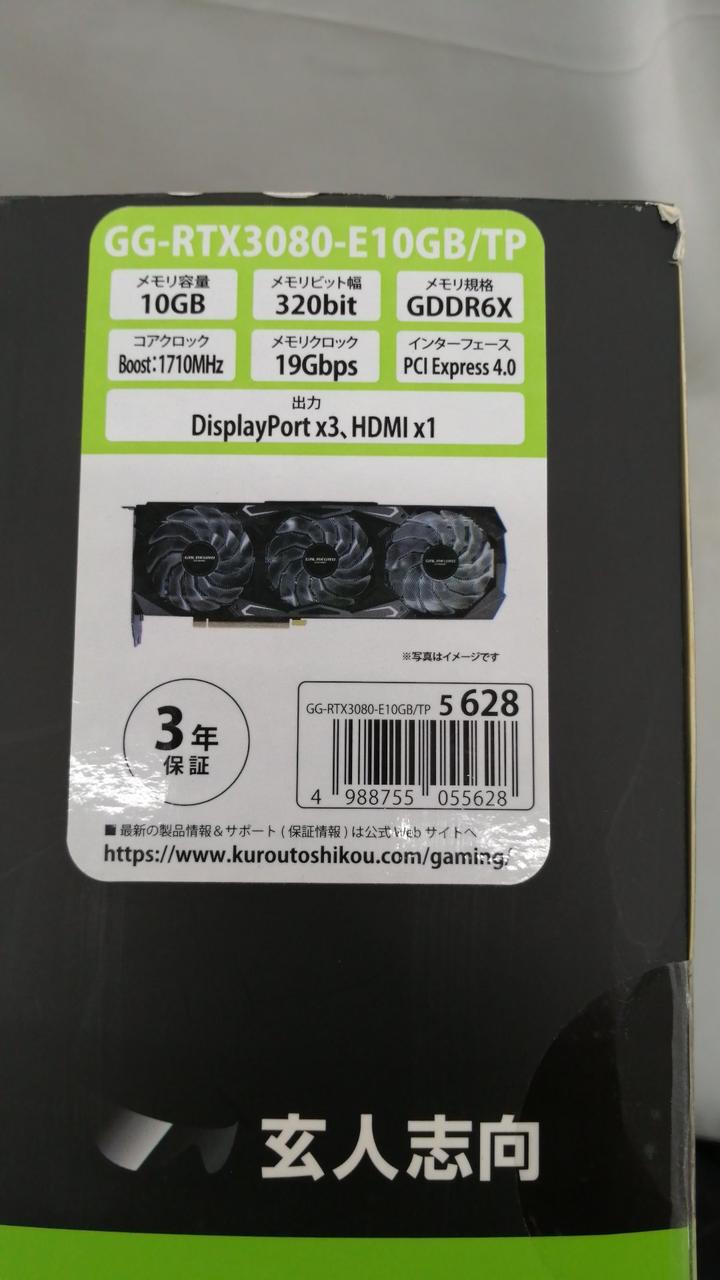 GG-RTX3080-E10GB/TP
メモリ容量 メモリビット幅 メモリ規格
10GB 320bit GDDR6X
コアクロック メモリクロック インターフェース
Boost:1710MHz 19Gbps PCI Express 4.0
出力
DisplayPort x3、HDMI x1
※写真はイメージです
3年
保証
GG-RTX3080-E10GB/TP 5 628
4 988755 055628
■ 最新の製品情報&サポート(保証情報)は公式Webサイトへ
https://www.kuroutoshikou.com/gaming/
玄人志向